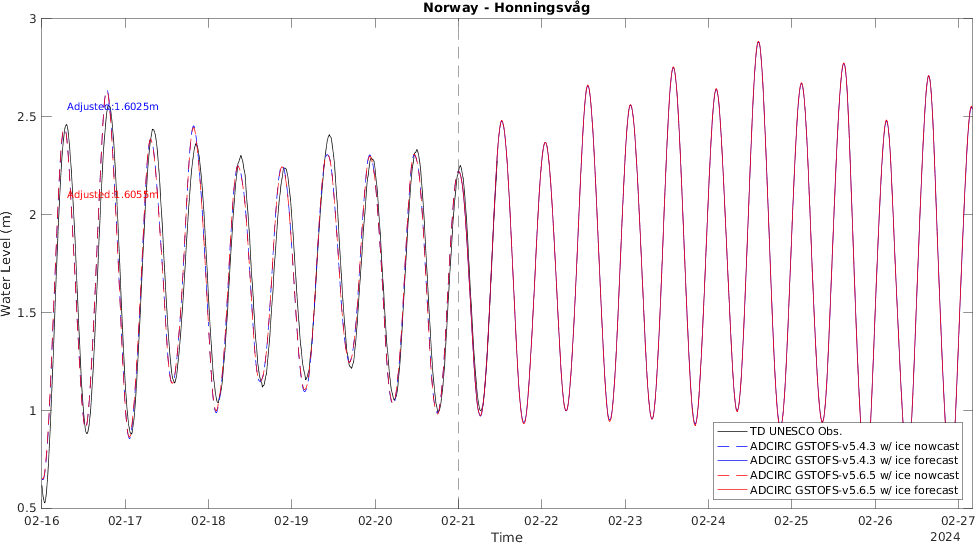 Norway - Honningsvåg
3
2.5
2
1.5
1
0.5
Water Level (m)
Adjusted:1.6025m
Adjusted:1.6055m
TD UNESCO Obs.
ADCIRC GSTOFS-v5.4.3 w/ ice nowcast
ADCIRC GSTOFS-v5.4.3 w/ ice forecast
ADCIRC GSTOFS-v5.6.5 w/ ice nowcast
ADCIRC GSTOFS-v5.6.5 w/ ice forecast
02-16 02-17 02-18 02-19 02-20 02-21 02-22 02-23 02-24 02-25 02-26 02-27
Time
2024